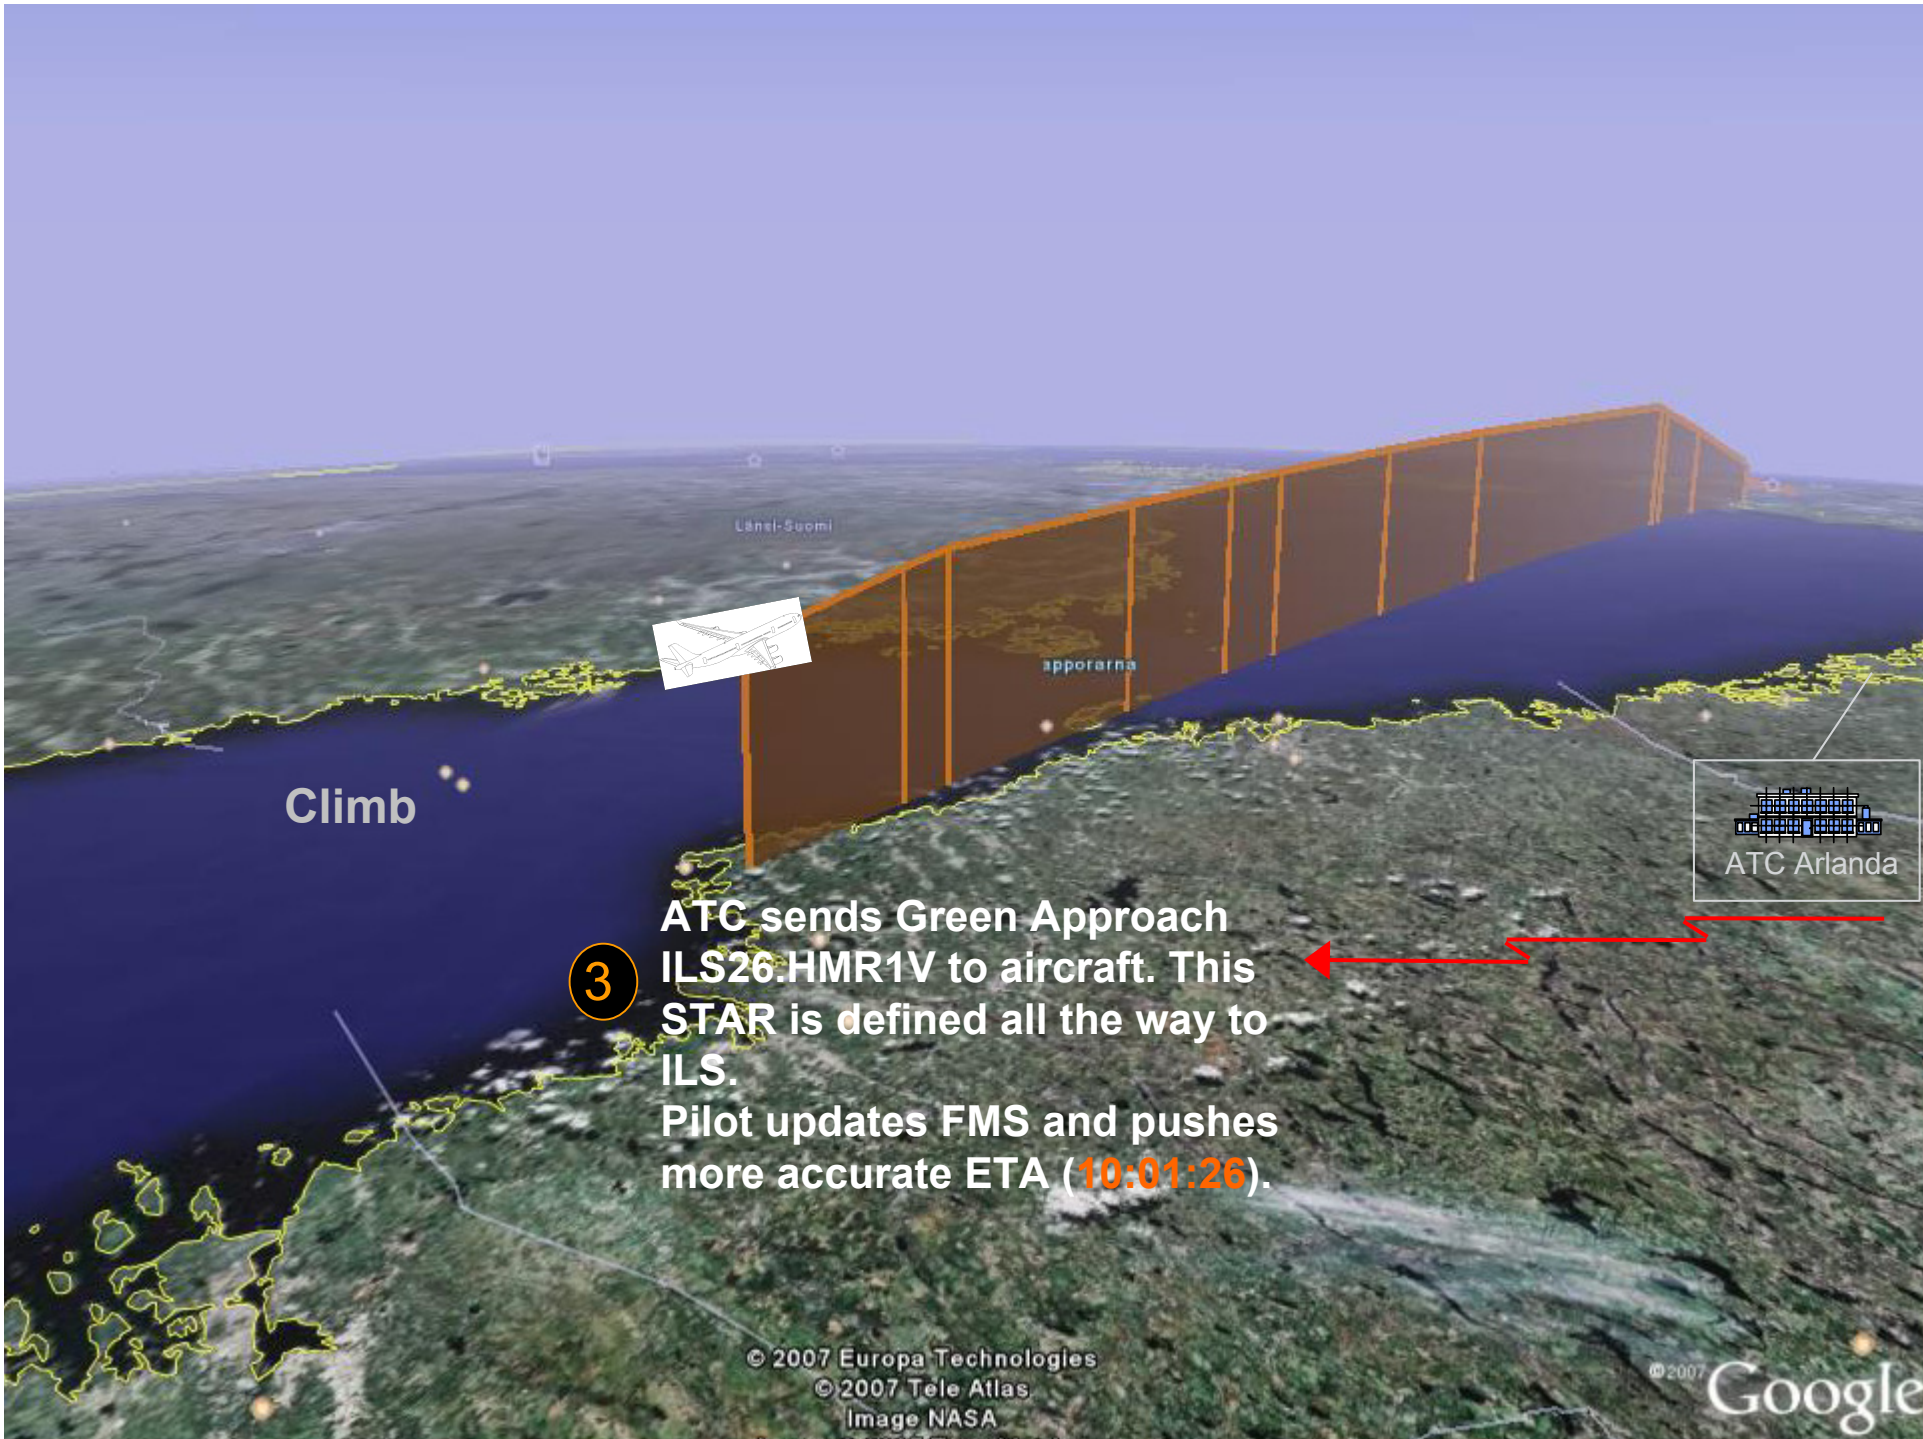 Länsi-Suomi
apporarna
Climb
ATC Arlanda
3
ATC sends Green Approach
ILS26.HMR1V to aircraft. This
STAR is defined all the way to
ILS.
Pilot updates FMS and pushes
more accurate ETA (10:01:26).
© 2007 Europa Technologies
© 2007 Tele Atlas
Image NASA
©2007 Google